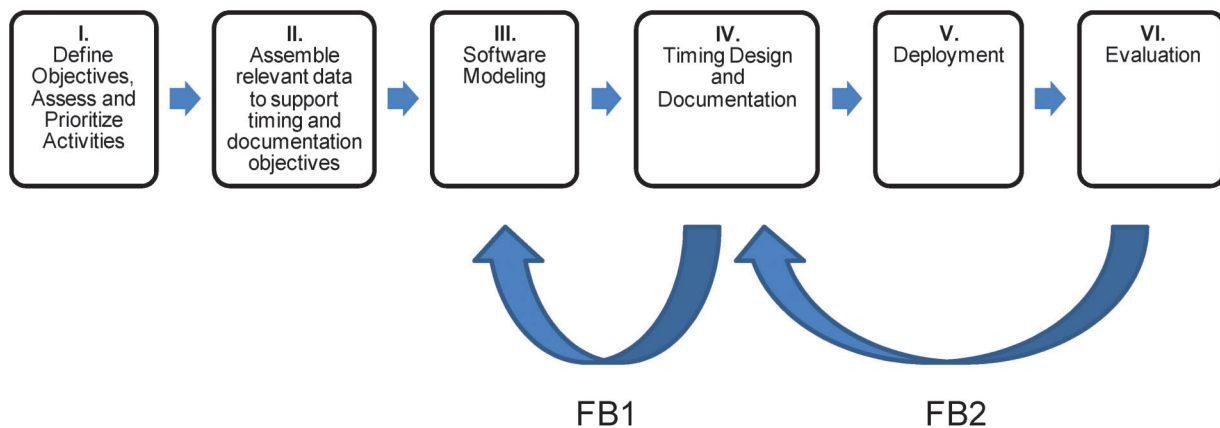 I.
Define
Objectives,
Assess and
Prioritize
Activities
II.
Assemble
relevant data
to support
timing and
documentation
objectives
III.
Software
Modeling
IV.
Timing Design
and
Documentation
V.
Deployment
VI.
Evaluation
FB1
FB2